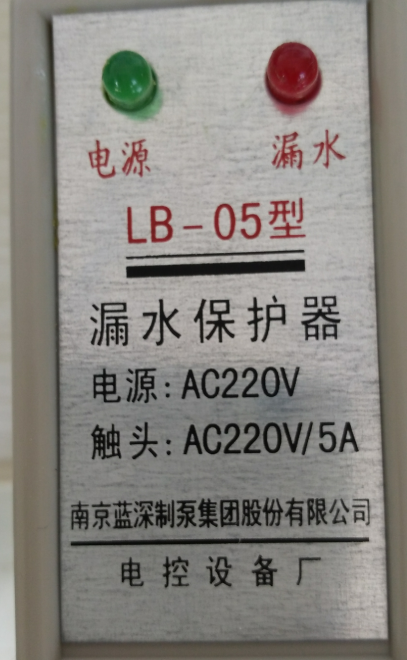 电源 漏水
LB-05型
漏水保护器
电源: AC220V
触头: AC220V/5A
南京蓝深制泵集团股份有限公司
电控设备厂